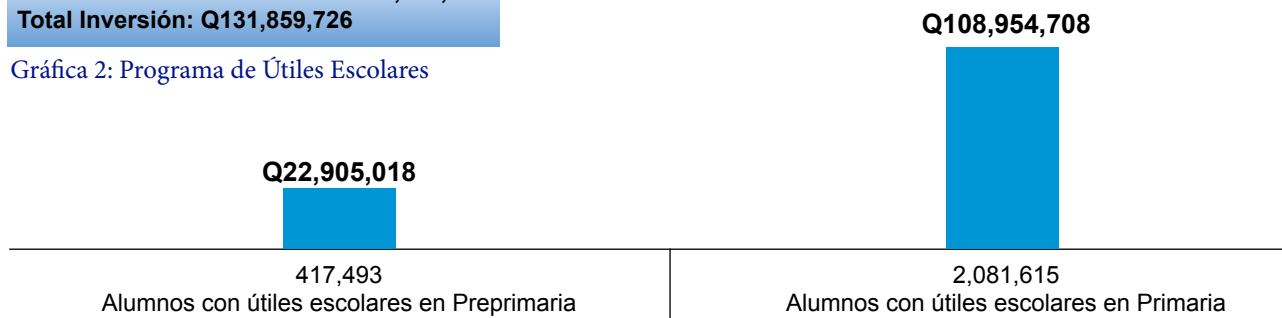 Total Inversión: Q131,859,726
Gráfica 2: Programa de Útiles Escolares
Q108,954,708
Q22,905,018
417,493
Alumnos con útiles escolares en Preprimaria
2,081,615
Alumnos con útiles escolares en Primaria